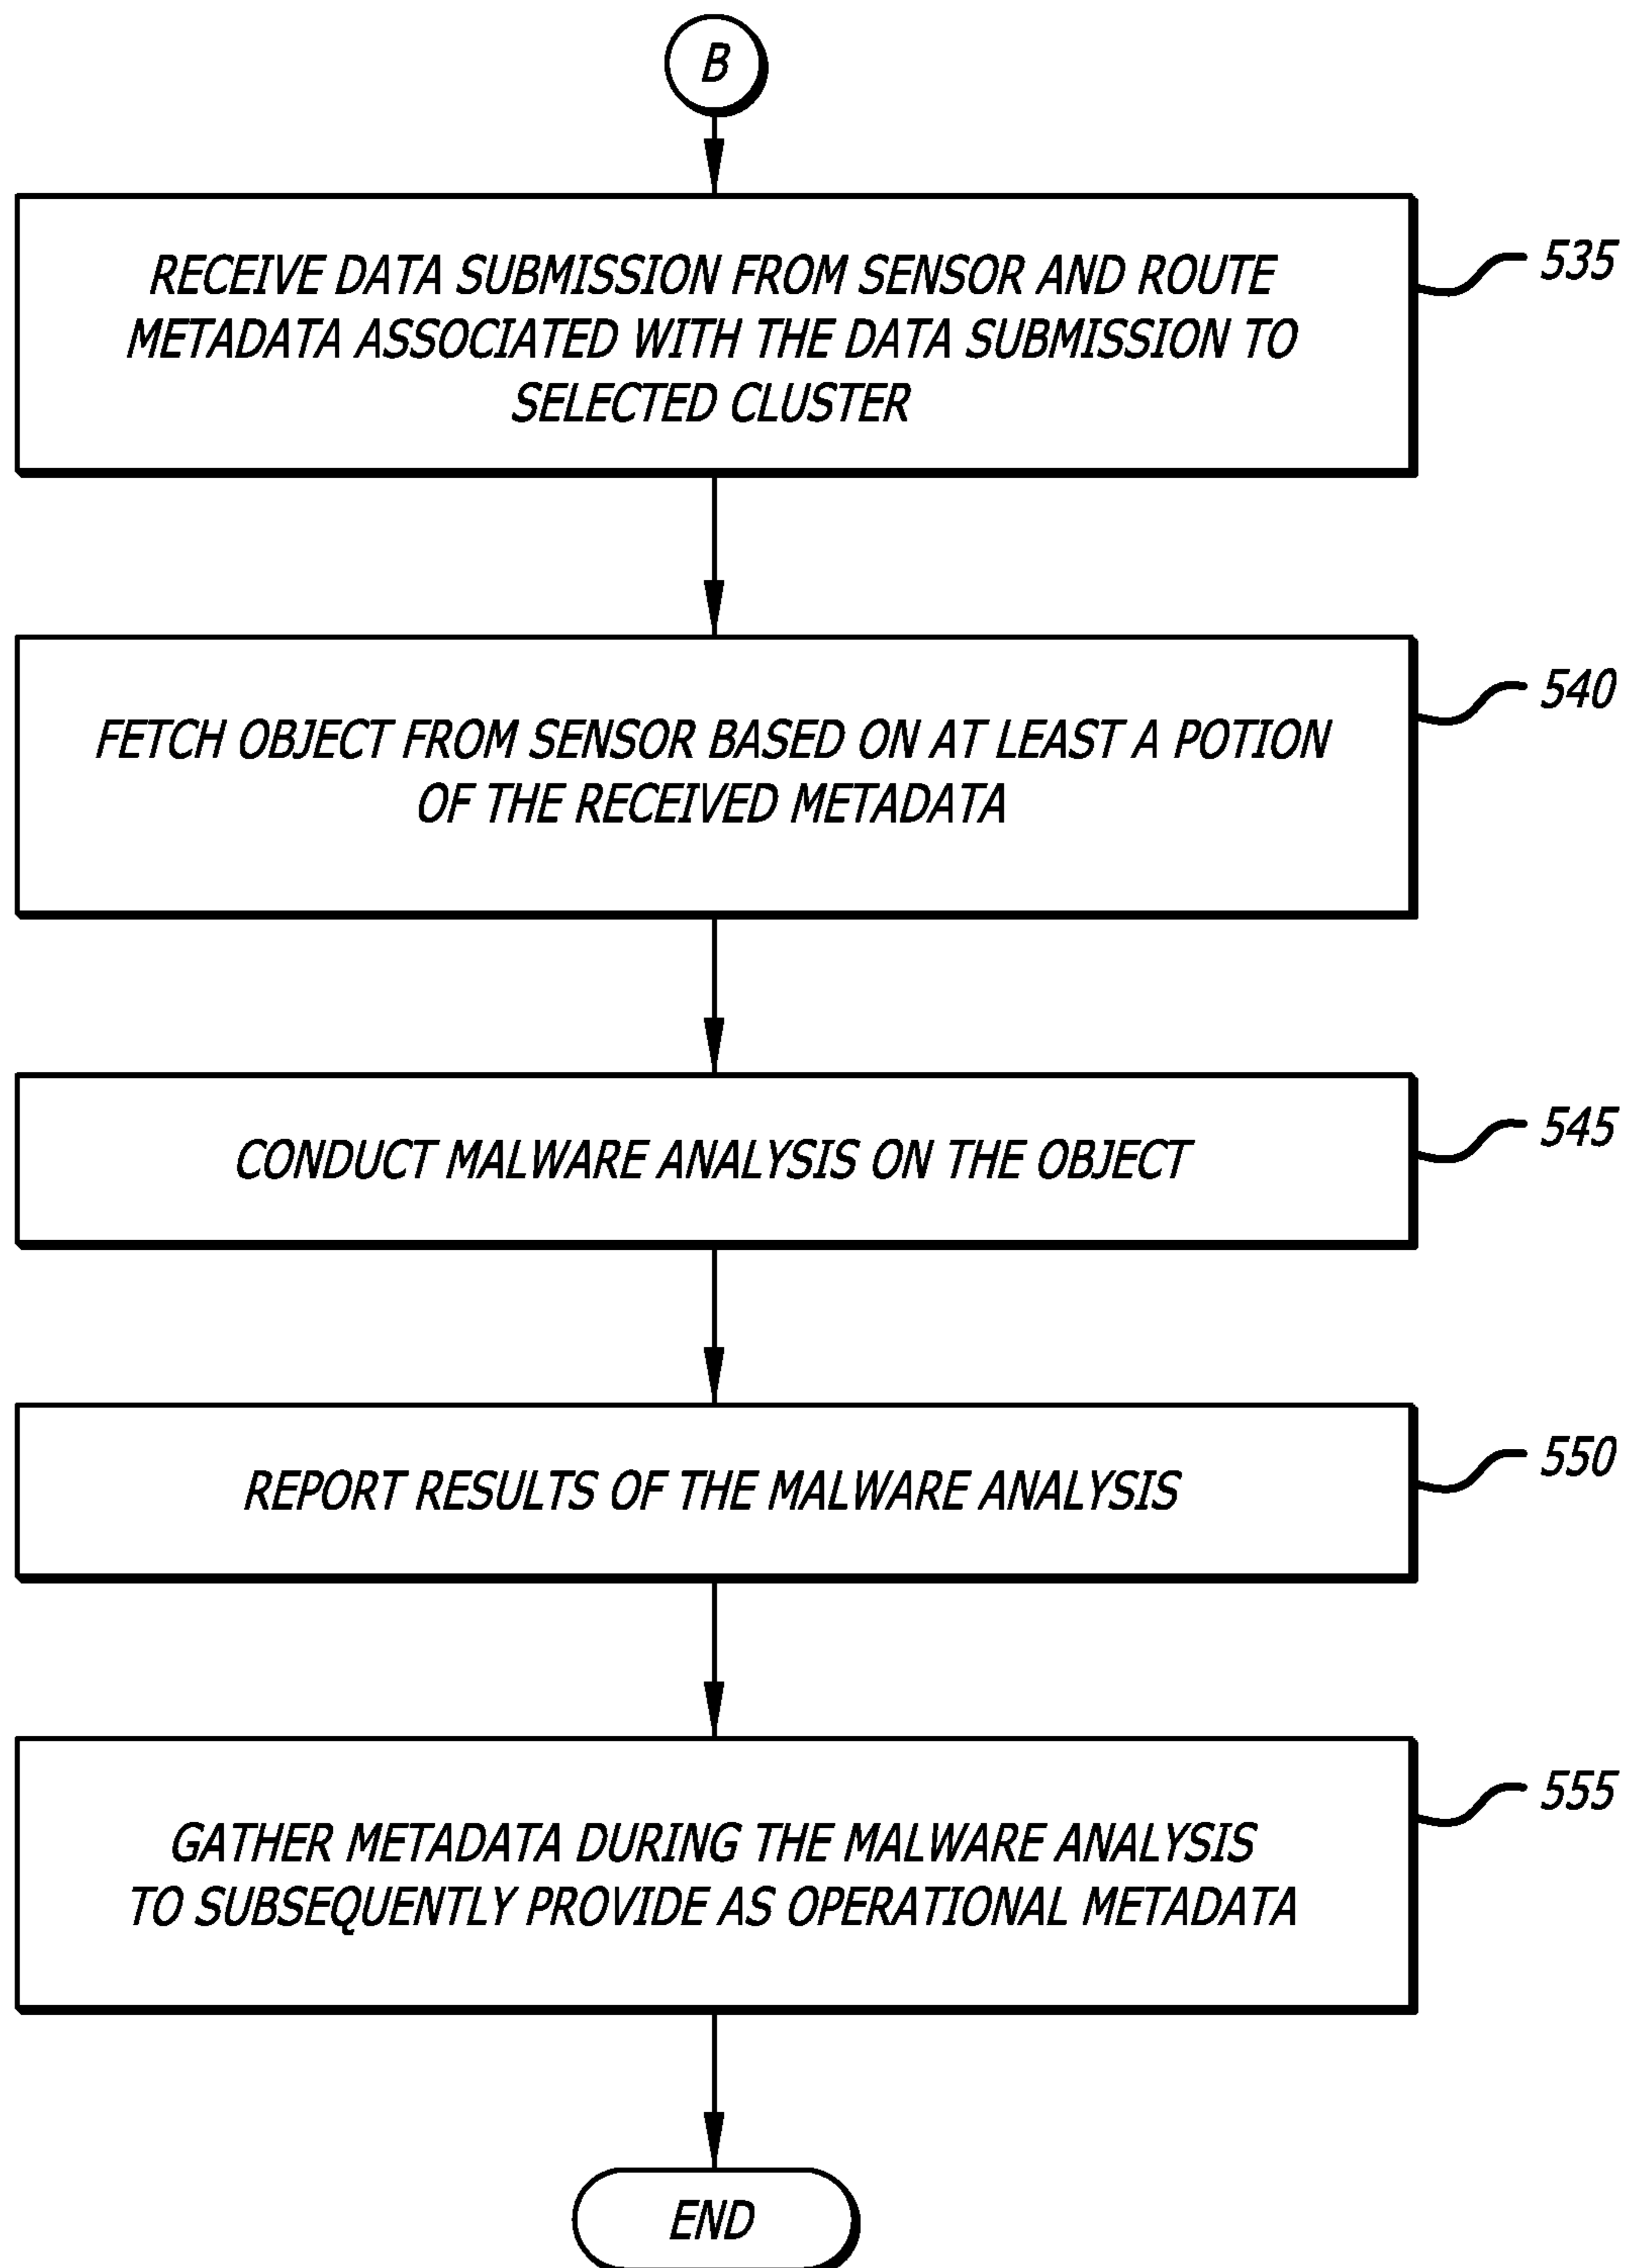 B
RECEIVE DATA SUBMISSION FROM SENSOR AND ROUTE
METADATA ASSOCIATED WITH THE DATA SUBMISSION TO
SELECTED CLUSTER
535
FETCH OBJECT FROM SENSOR BASED ON AT LEAST A POTION
OF THE RECEIVED METADATA
540
CONDUCT MALWARE ANALYSIS ON THE OBJECT
545
REPORT RESULTS OF THE MALWARE ANALYSIS
550
GATHER METADATA DURING THE MALWARE ANALYSIS
TO SUBSEQUENTLY PROVIDE AS OPERATIONAL METADATA
555
END